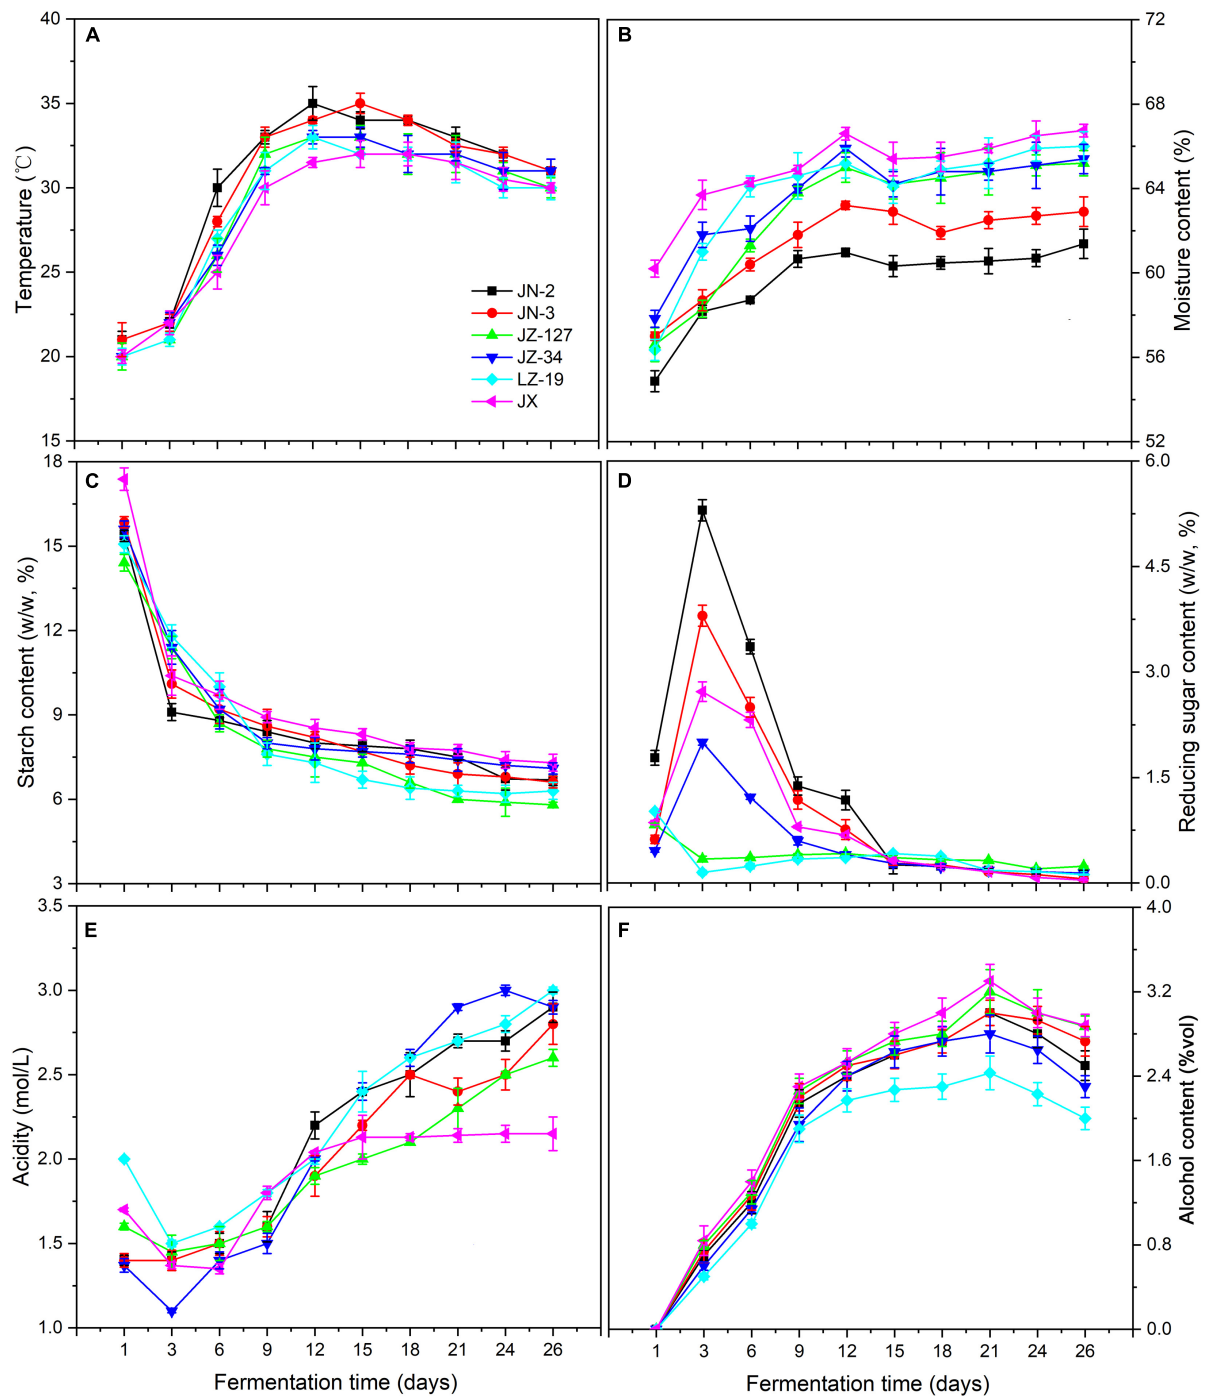 A
40
35
30
25
20
15
Temperature (℃)
JN-2
JN-3
JZ-127
JZ-34
LZ-19
JX
B
72
68
64
60
56
52
Moisture content (%)
C
18
15
12
9
6
3
Starch content (w/w, %)
D
6.0
4.5
3.0
1.5
0.0
Reducing sugar content (w/w, %)
E
3.5
3.0
2.5
2.0
1.5
1.0
Acidity (mol/L)
1 3 6 9 12 15 18 21 24 26
Fermentation time (days)
F
4.0
3.2
2.4
1.6
0.8
0.0
Alcohol content (%vol)
1 3 6 9 12 15 18 21 24 26
Fermentation time (days)